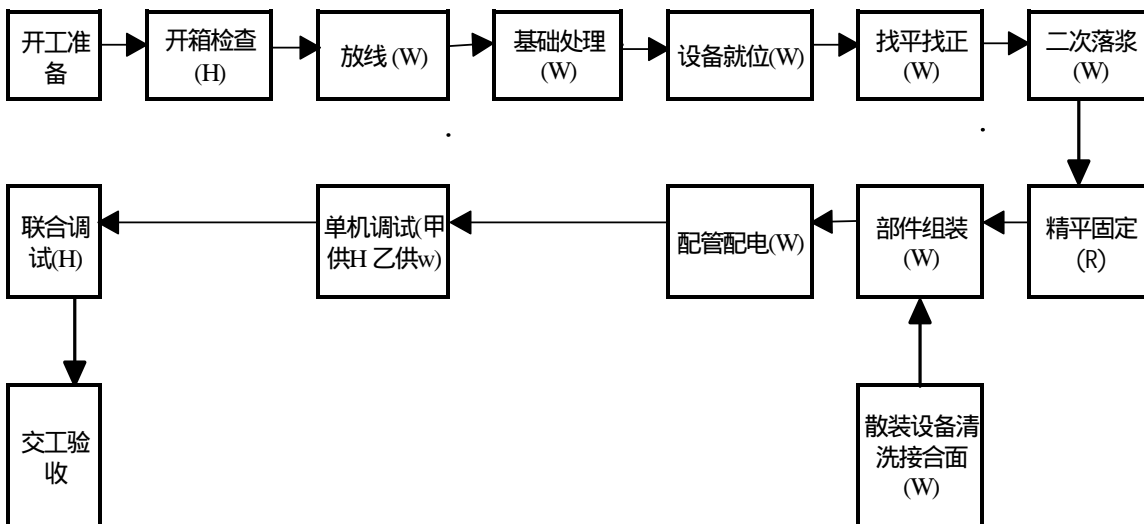 开工准
备
开箱检查
(H)
放线 (W)
基础处理
(W)
设备就位(W)
找平找正
(W)
二次落浆
(W)
联合调
试(H)
单机调试(甲
供H 乙供w)
配管配电(W)
部件组装
(W)
精平固定
(R)
交工验
收
散装设备清
洗接合面
(W)